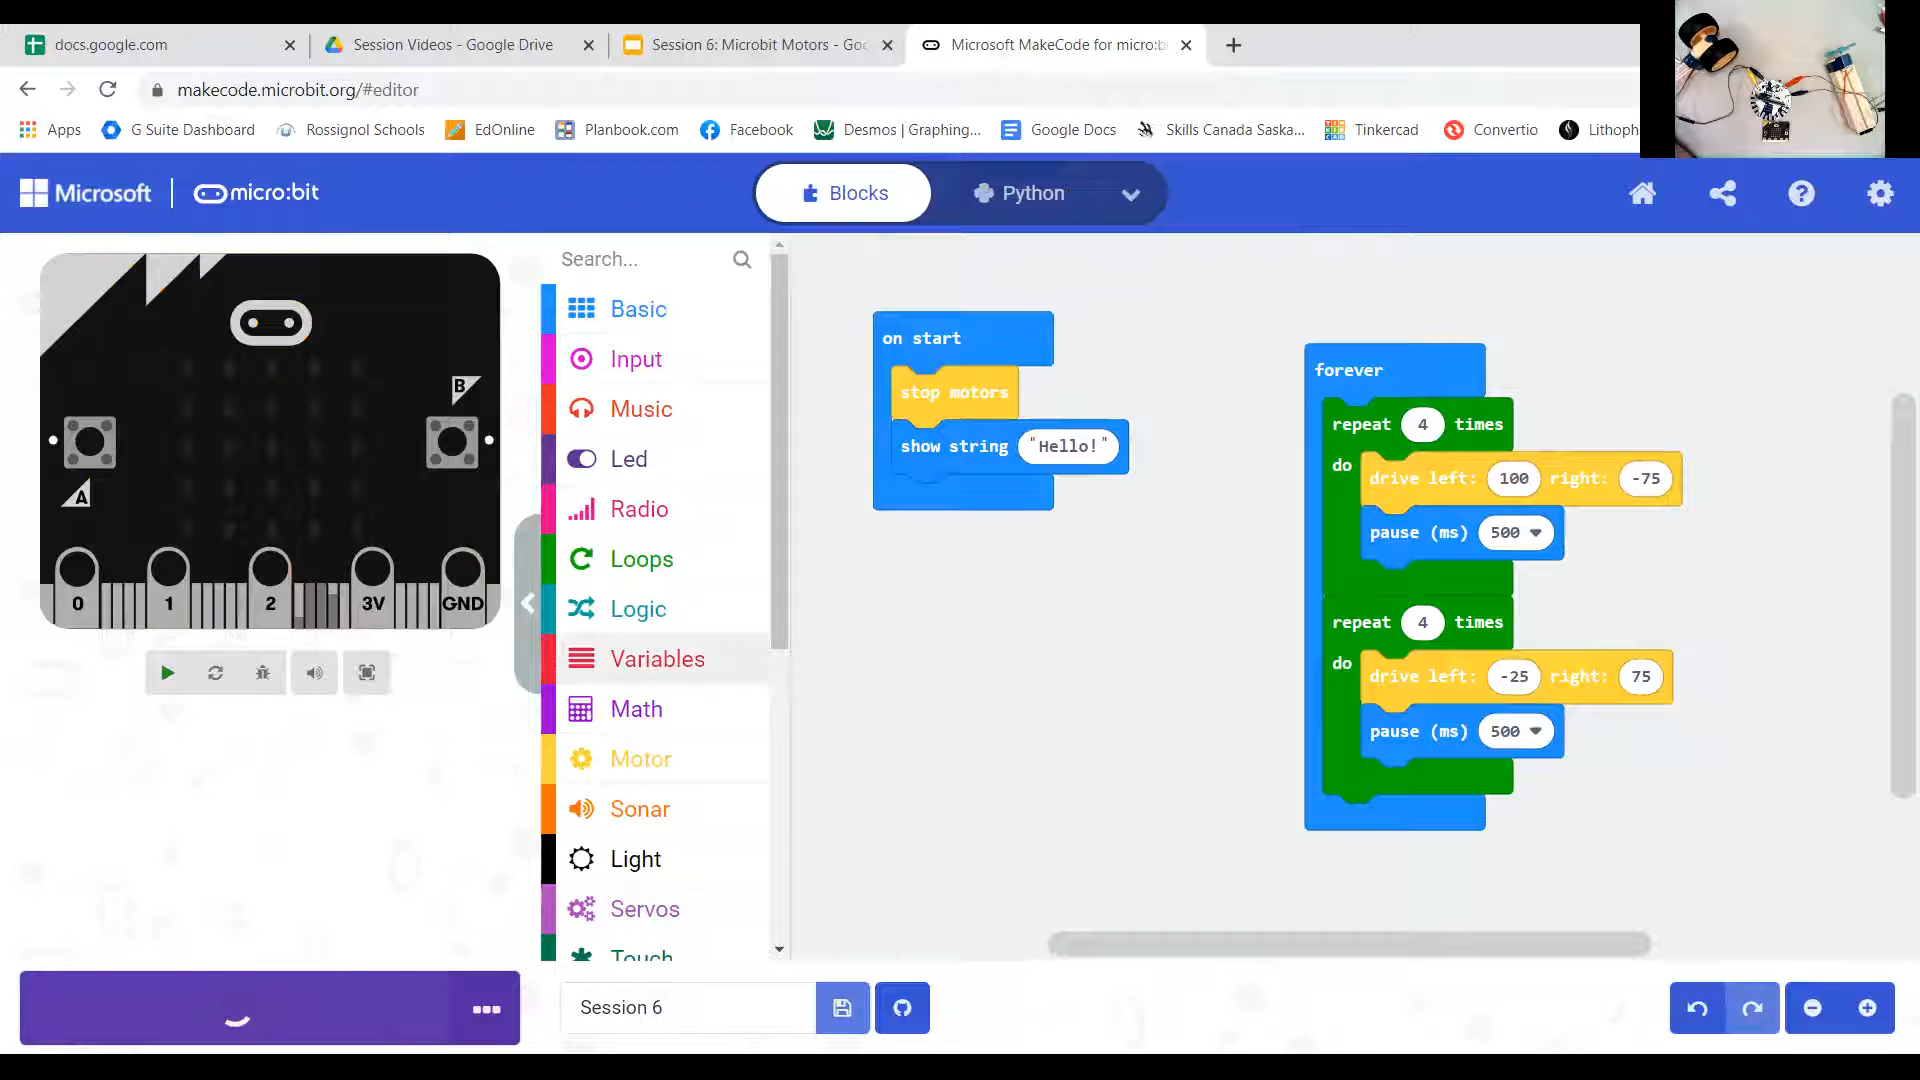 docs.google.com
Session Videos - Google Drive
Session 6: Microbit Motors - Goo
Microsoft MakeCode for micro:b
makecode.microbit.org/#editor
Apps
G Suite Dashboard
Rossignol Schools
EdOnline
Planbook.com
Facebook
Desmos | Graphing...
Google Docs
Skills Canada Saska...
Tinkercad
Convertio
Lithoph
Microsoft
micro:bit
Blocks
Python
B
A
0
1
2
3V
GND
Search...
Basic
Input
Music
Led
Radio
Loops
Logic
Variables
Math
Motor
Sonar
Light
Servos
Touch
on start
stop motors
show string "Hello!"
forever
repeat 4 times
do
drive left: 100 right: -75
pause (ms) 500
repeat 4 times
do
drive left: -25 right: 75
pause (ms) 500
Session 6